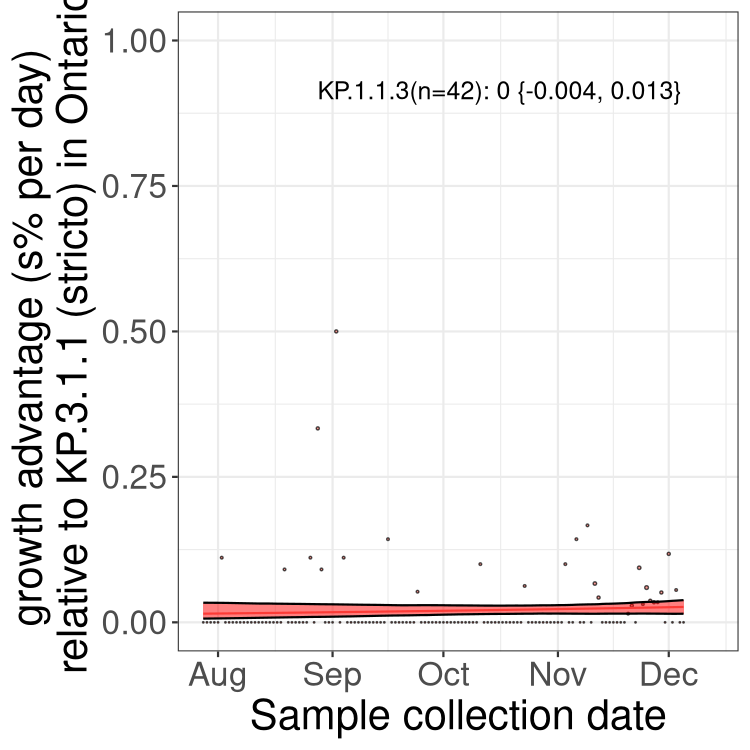 growth advantage (s% per day)
relative to KP.3.1.1 (stricto) in Ontario
1.00
0.75
0.50
0.25
0.00
KP.1.1.3(n=42): 0 {-0.004, 0.013}
Aug Sep Oct Nov Dec
Sample collection date